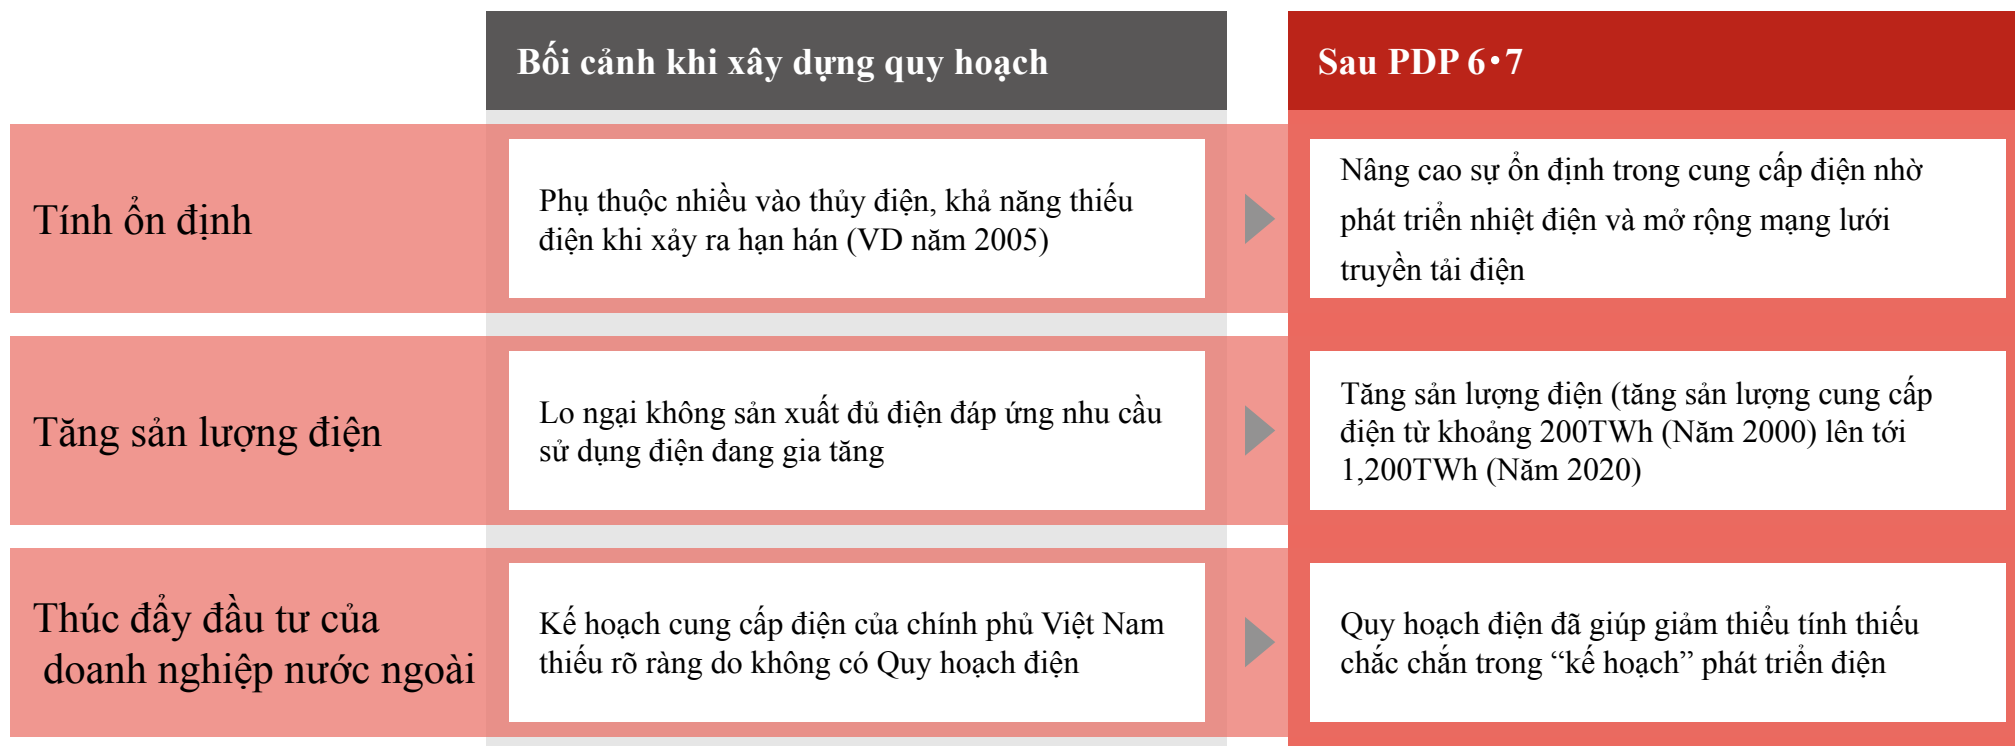 Bối cảnh khi xây dựng quy hoạch
Sau PDP 6・7
Tính ổn định
Phụ thuộc nhiều vào thủy điện, khả năng thiếu
điện khi xảy ra hạn hán (VD năm 2005)
Nâng cao sự ổn định trong cung cấp điện nhờ
phát triển nhiệt điện và mở rộng mạng lưới
truyền tải điện
Tăng sản lượng điện
Lo ngại không sản xuất đủ điện đáp ứng nhu cầu
sử dụng điện đang gia tăng
Tăng sản lượng điện (tăng sản lượng cung cấp
điện từ khoảng 200TWh (Năm 2000) lên tới
1,200TWh (Năm 2020)
Thúc đẩy đầu tư của
doanh nghiệp nước ngoài
Kế hoạch cung cấp điện của chính phủ Việt Nam
thiếu rõ ràng do không có Quy hoạch điện
Quy hoạch điện đã giúp giảm thiểu tính thiếu
chắc chắn trong “kế hoạch” phát triển điện